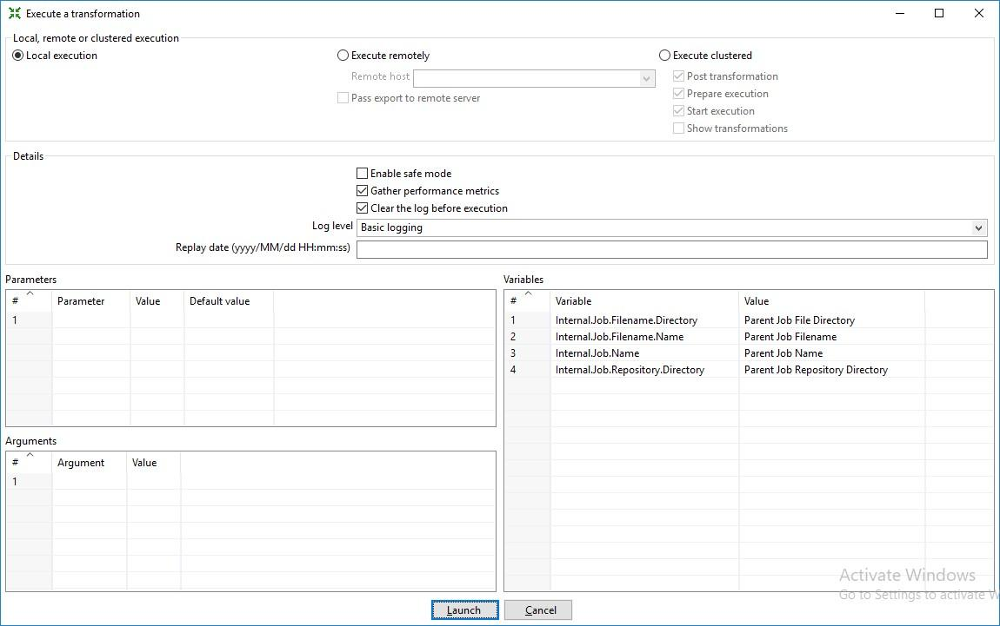 Execute a transformation
Local, remote or clustered execution
Local execution
Execute remotely
Remote host
Pass export to remote server
Execute clustered
Post transformation
Prepare execution
Start execution
Show transformations
Details
Enable safe mode
Gather performance metrics
Clear the log before execution
Log level Basic logging
Replay date (yyyy/MM/dd HH:mm:ss)
Parameters
# Parameter Value Default value
1
Arguments
# Argument Value
1
Variables
# Variable Value
1 Internal.Job.Filename.Directory Parent Job File Directory
2 Internal.Job.Filename.Name Parent Job Filename
3 Internal.Job.Name Parent Job Name
4 Internal.Job.Repository.Directory Parent Job Repository Directory
Activate Windows
Go to Settings to activate W
Launch Cancel